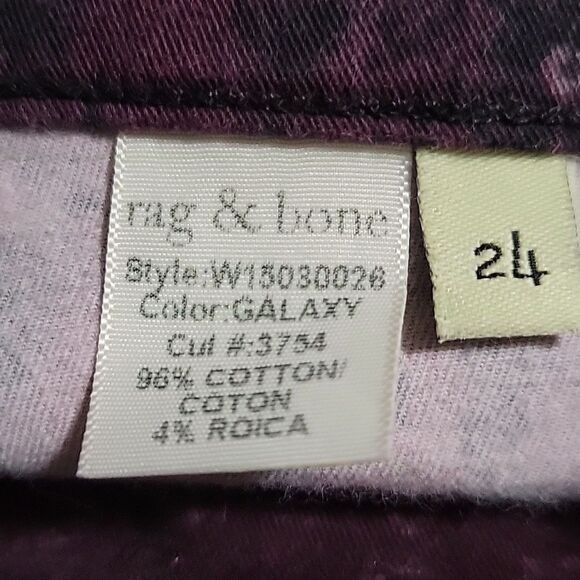 rag & bone
Style:W15030026
Color:GALAXY
Cut #:3754
96% COTTON/
COTON
4% ROICA
24